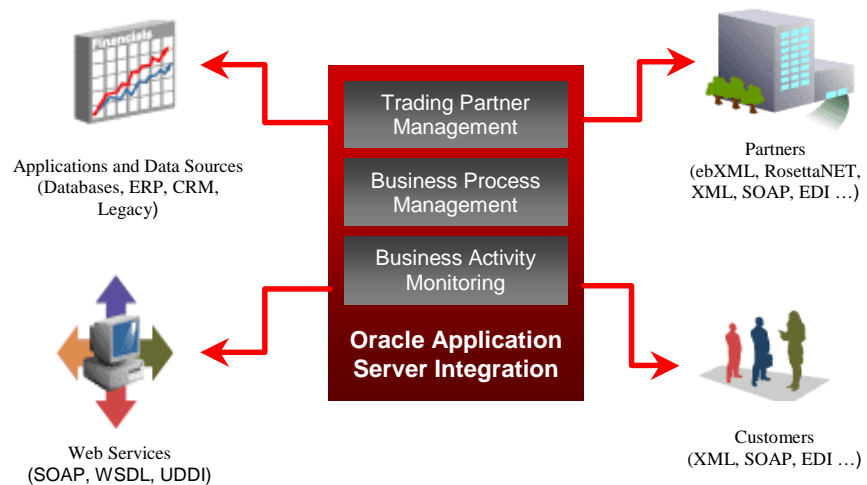 Financials
Applications and Data Sources
(Databases, ERP, CRM,
Legacy)
Web Services
(SOAP, WSDL, UDDI)
Trading Partner
Management
Business Process
Management
Business Activity
Monitoring
Oracle Application
Server Integration
Partners
(ebXML, RosettaNET,
XML, SOAP, EDI …)
Customers
(XML, SOAP, EDI …)